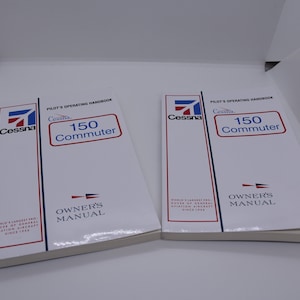 PILOT'S OPERATING HANDBOOK
Cessna
Cessna
150
Commuter
OWNER'S
MANUAL
PILOT'S OPERATING HANDBOOK
Cessna
Cessna
150
Commuter
OWNER'S
MANUAL